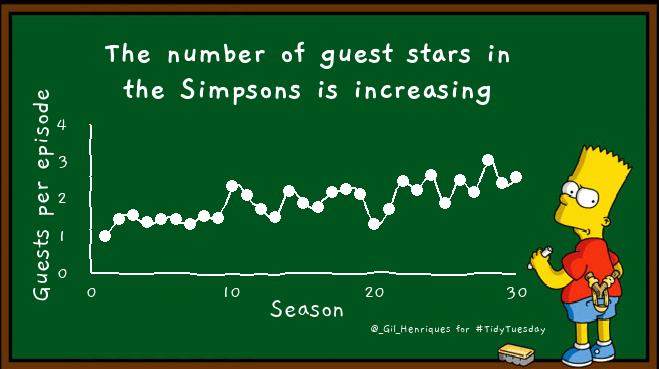 The number of guest stars in
the Simpsons is increasing
Guests per episode
4
3
2
1
0
0 10 20 30
Season
@_Gil_Henriques for #TidyTuesday